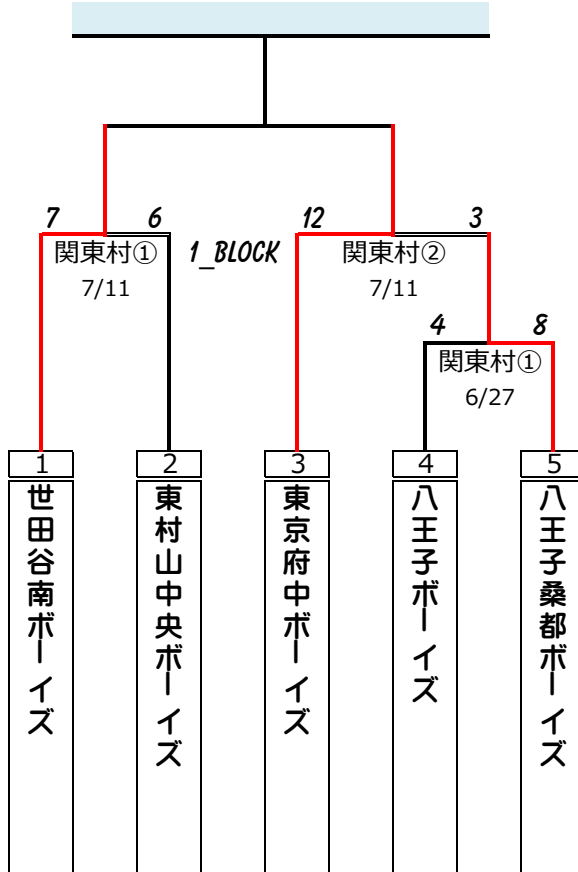 7
6
12
3
関東村①
1_BLOCK
関東村②
7/11
7/11
4
8
関東村①
6/27
1
2
3
4
5
世田谷南ボーイズ
東村山中央ボーイズ
東京府中ボーイズ
八王子ボーイズ
八王子桑都ボーイズ